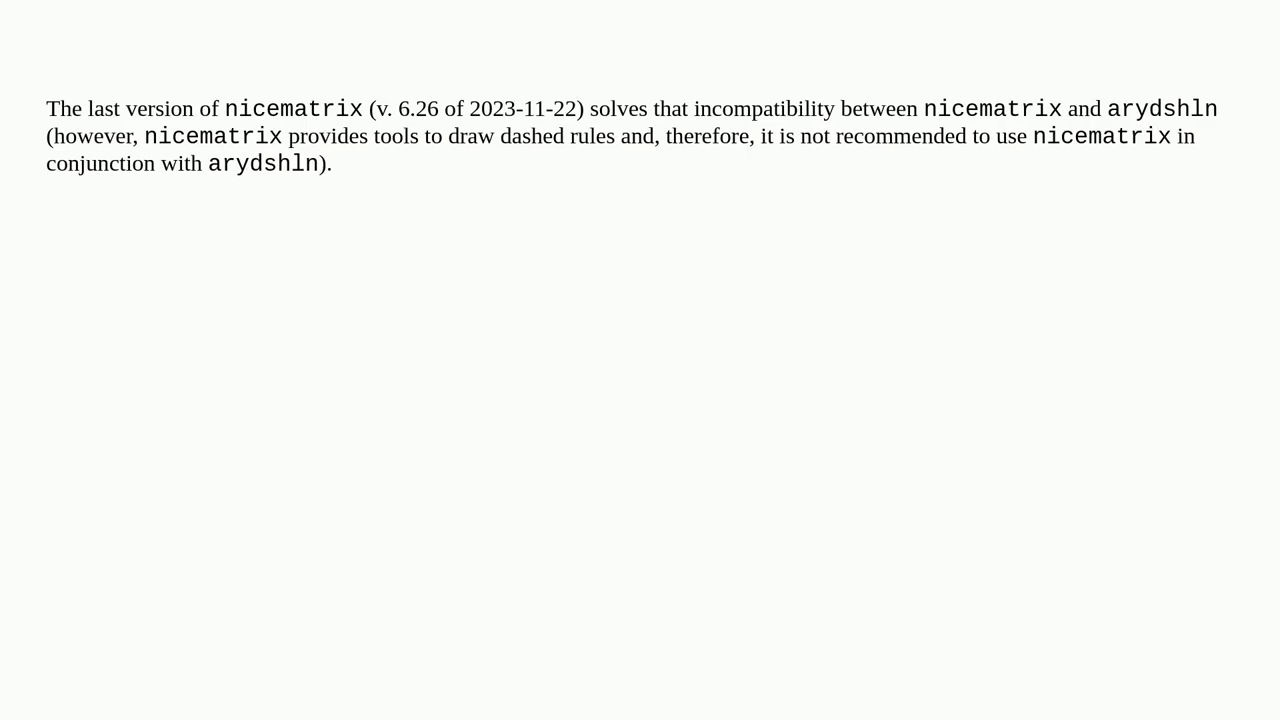 The last version of nicematrix (v. 6.26 of 2023-11-22) solves that incompatibility between nicematrix and arydshln
(however, nicematrix provides tools to draw dashed rules and, therefore, it is not recommended to use nicematrix in
conjunction with arydshln).